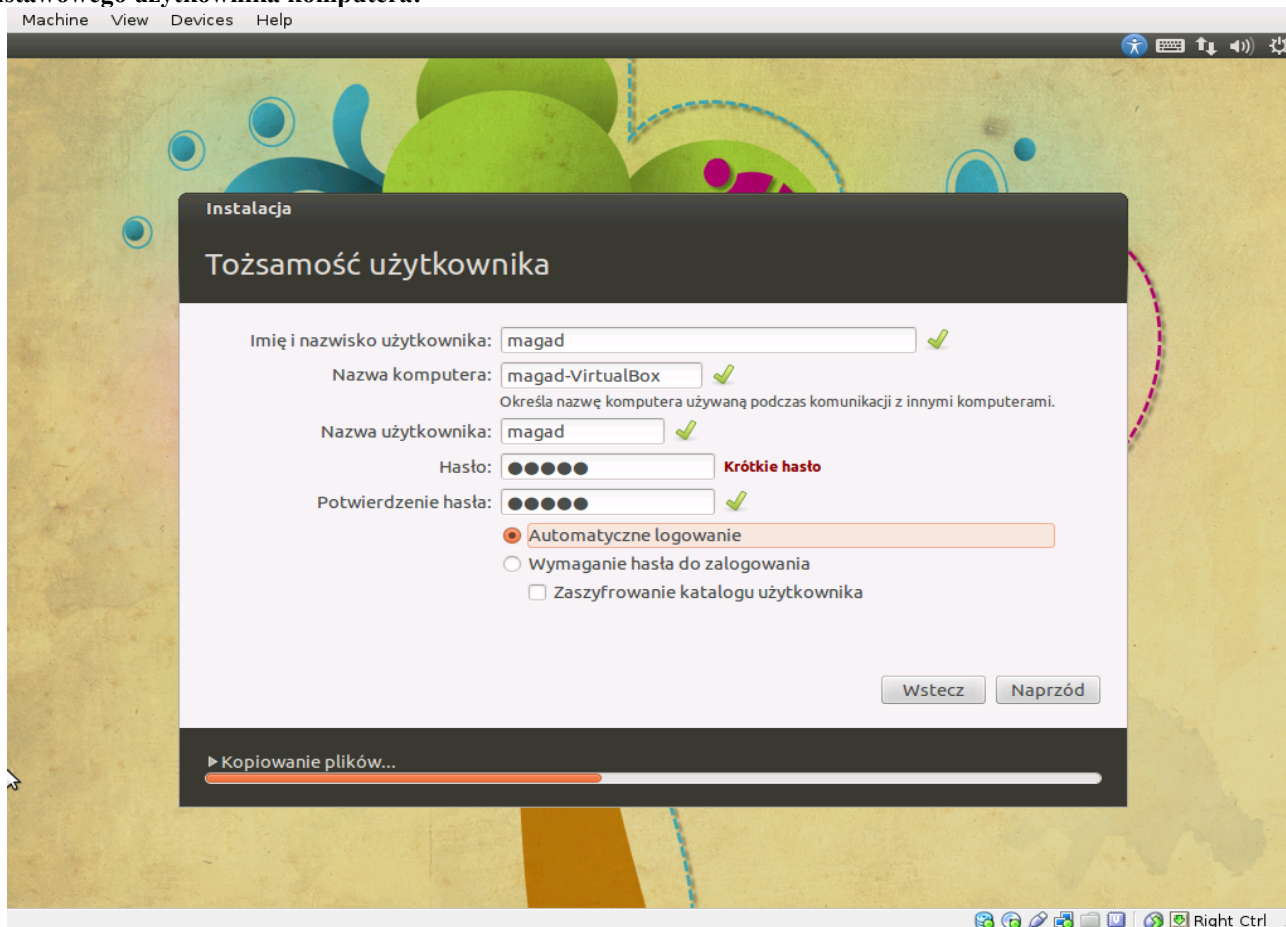 użytkownika komputera.
Machine View Devices Help
Instalacja
Tożsamość użytkownika
Imię i nazwisko użytkownika: magad
Nazwa komputera: magad-VirtualBox
Określa nazwę komputera używaną podczas komunikacji z innymi komputerami.
Nazwa użytkownika: magad
Hasło: ●●●●● Krótkie hasło
Potwierdzenie hasła: ●●●●●
Automatyczne logowanie
Wymaganie hasła do zalogowania
Zaszyfrowanie katalogu użytkownika
Wstecz Naprzód
Kopiowanie plików...
Right Ctrl